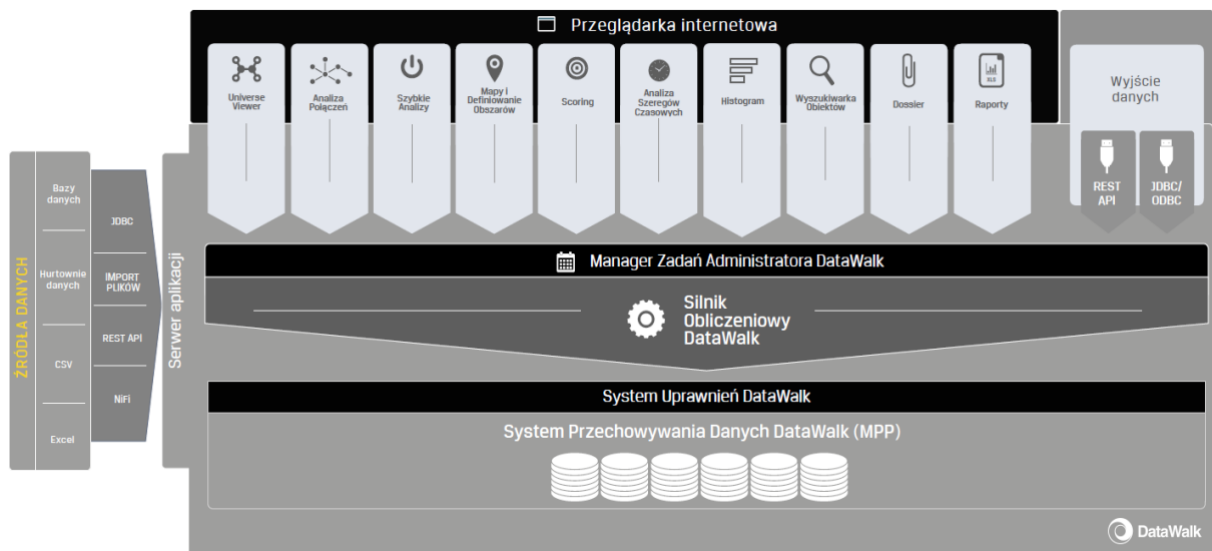 Przeglądarka internetowa
Universe
Viewer
Analiza
Połączeń
Szybkie
Analizy
Mapy i
Definiowanie
Obszarów
Scoring
Analiza
Szeregów
Czasowych
Histogram
Wyszukiwarka
Obiektów
Dossier
XLS
Raporty
Wyjście
danych
REST
API
JDBC/
ODBC
ŹRÓDŁA DANYCH
Bazy
danych
Hurtownie
danych
CSV
Excel
JDBC
IMPORT
PLIKÓW
REST API
NiFi
Serwer aplikacji
Manager Zadań Administratora DataWalk
Silnik
Obliczeniowy
DataWalk
System Uprawnień DataWalk
System Przechowywania Danych DataWalk (MPP)
DataWalk